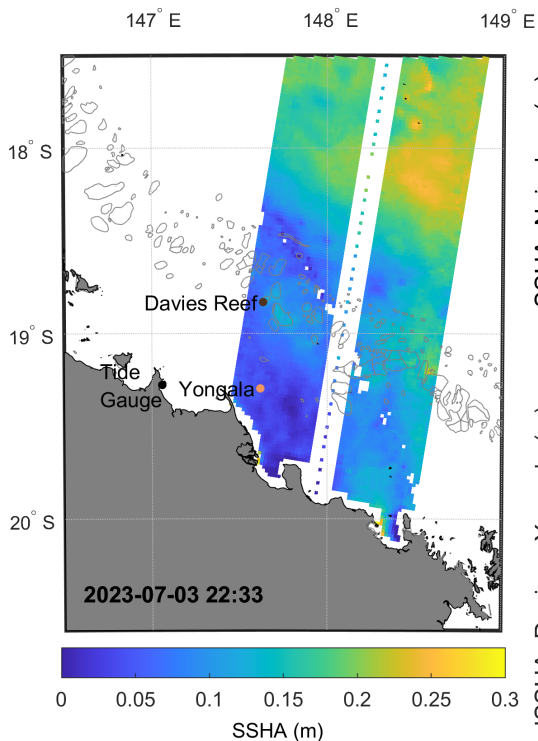 147° E 148° E 149° E
18° S
Davies Reef
19° S
Tide
Gauge
Yongala
20° S
2023-07-03 22:33
0 0.05 0.1 0.15 0.2 0.25 0.3
SSHA (m)